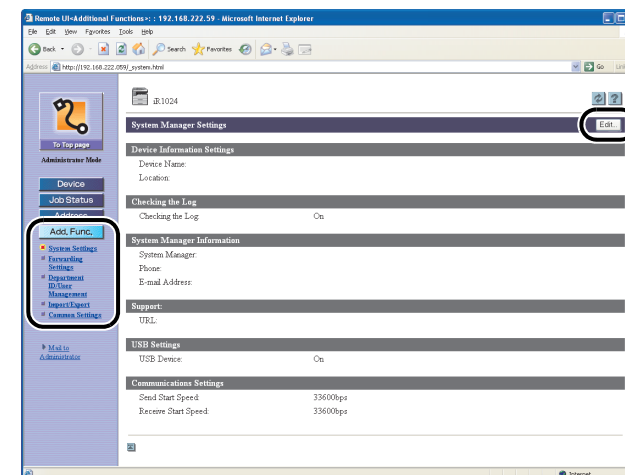 Remote UI<Additional Functions>: : 192.168.222.59 - Microsoft Internet Explorer
File Edit View Favorites Tools Help
Back Search Favorites
Address http://192.168.222.059/_system.html Go Lin
iR1024
System Manager Settings Edit..
To Top page
Administrator Mode
Device Information Settings
Device Name:
Location:
Device
Job Status
Address
Add. Func.
Checking the Log
Checking the Log: On
System Settings
Forwarding
Settings
Department
ID/User
Management
Import/Export
Common Settings
System Manager Information
System Manager:
Phone:
E-mail Address:
Support:
URL:
Mail to
Administrator
USB Settings
USB Device: On
Communications Settings
Send Start Speed: 33600bps
Receive Start Speed: 33600bps
Internet